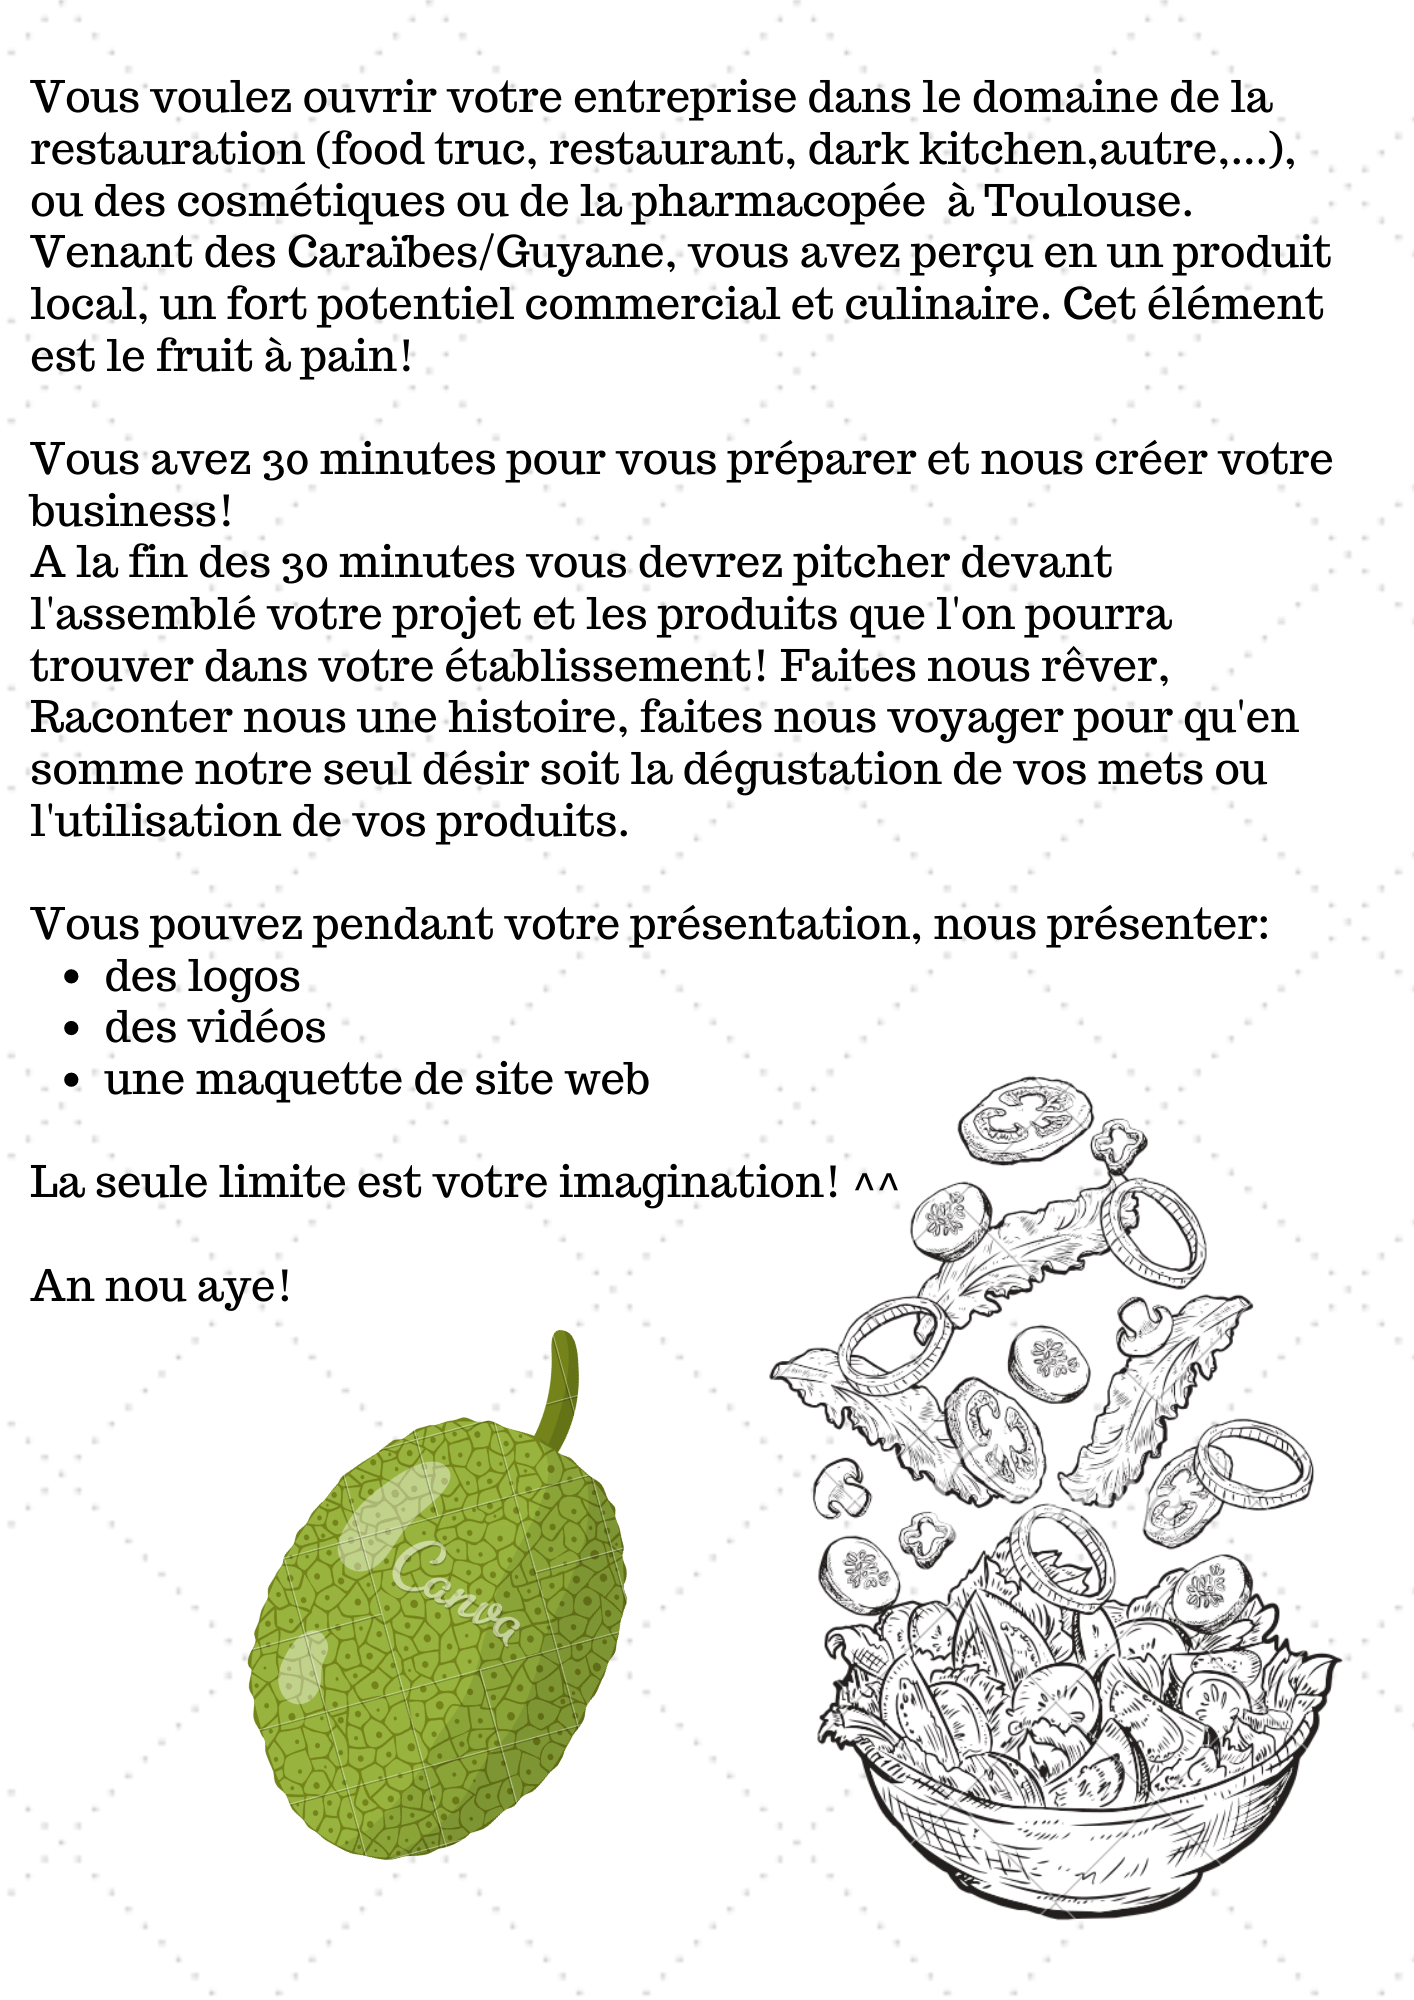 Vous voulez ouvrir votre entreprise dans le domaine de la
restauration (food truc, restaurant, dark kitchen,autre,...),
ou des cosmétiques ou de la pharmacopée  à Toulouse.
Venant des Caraïbes/Guyane, vous avez perçu en un produit
local, un fort potentiel commercial et culinaire. Cet élément
est le fruit à pain!
Vous avez 30 minutes pour vous préparer et nous créer votre
business!
A la fin des 30 minutes vous devrez pitcher devant
l'assemblé votre projet et les produits que l'on pourra
trouver dans votre établissement! Faites nous rêver,
Raconter nous une histoire, faites nous voyager pour qu'en
somme notre seul désir soit la dégustation de vos mets ou
l'utilisation de vos produits.
Vous pouvez pendant votre présentation, nous présenter:
• des logos
• des vidéos
• une maquette de site web
La seule limite est votre imagination! ^^
An nou aye!
Canva